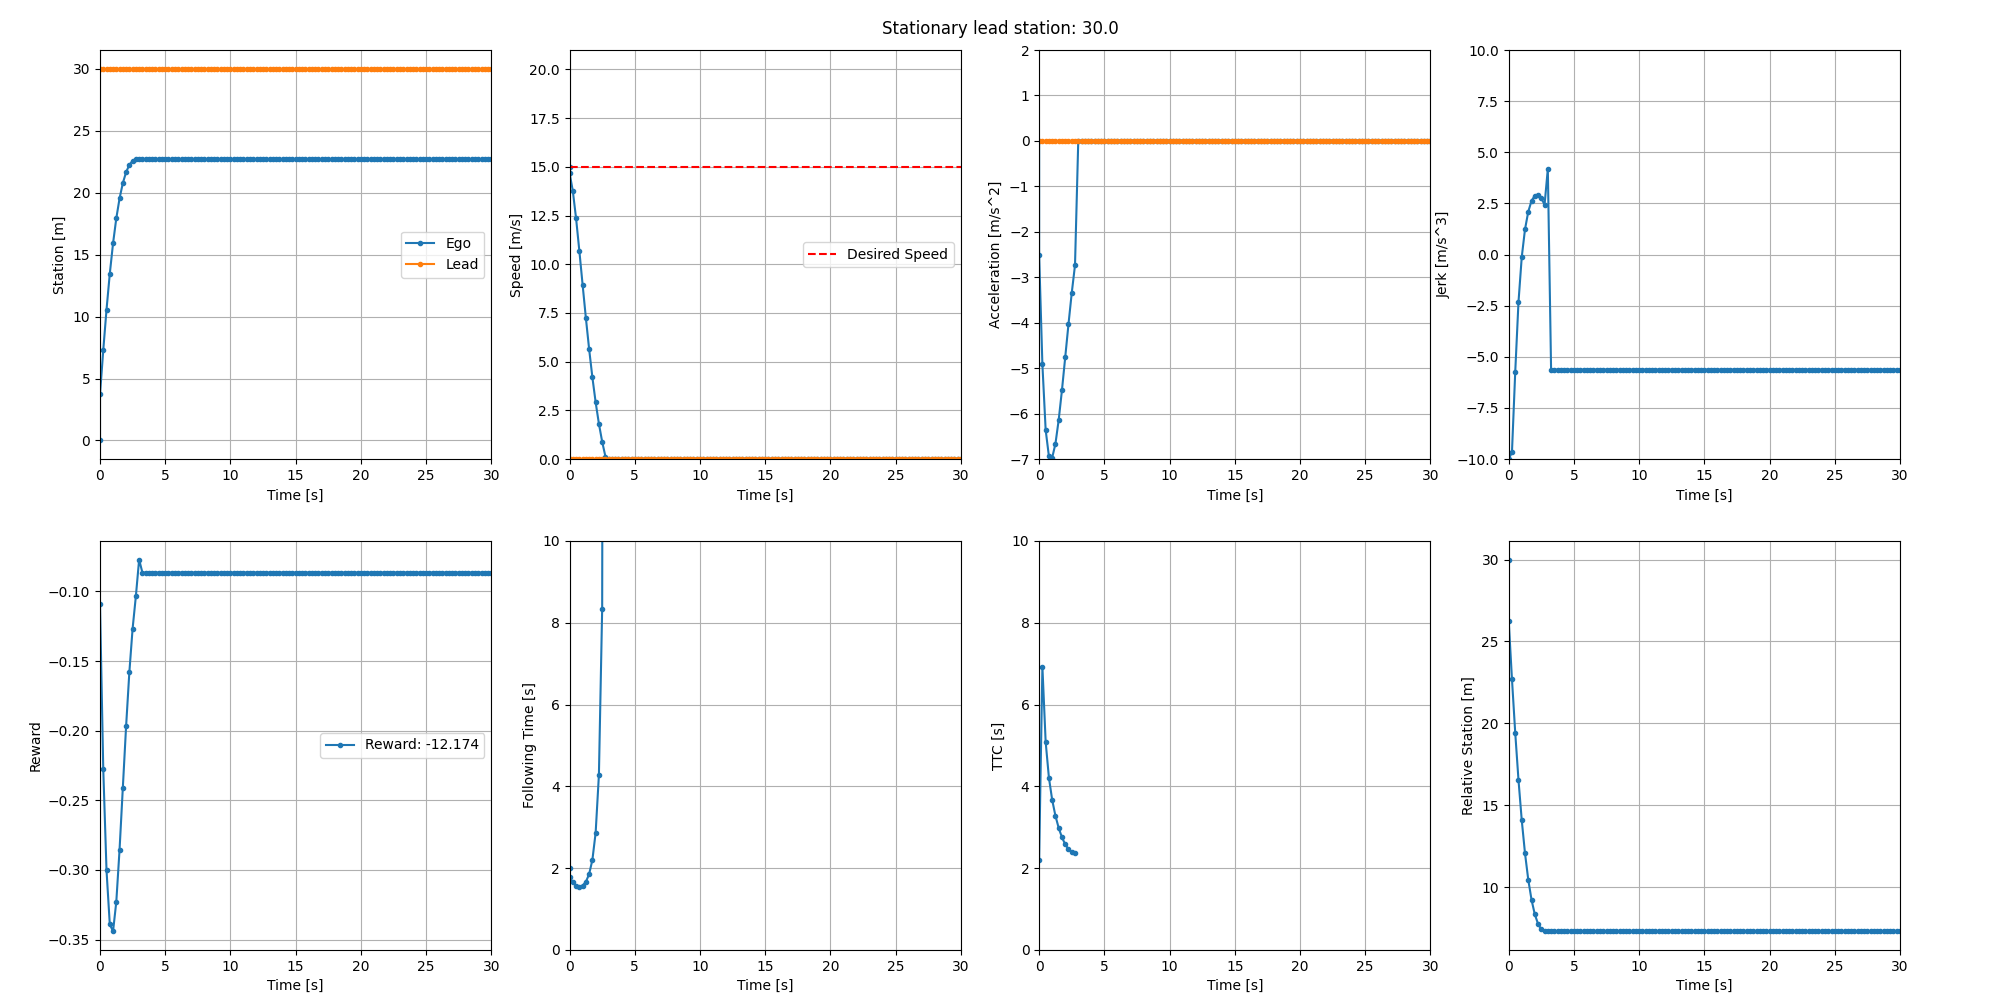 Stationary lead station: 30.0
Station [m]
30
25
20
15
10
5
0
Ego
Lead
0 5 10 15 20 25 30
Time [s]
Speed [m/s]
20.0
17.5
15.0
12.5
10.0
7.5
5.0
2.5
0.0
Desired Speed
0 5 10 15 20 25 30
Time [s]
Acceleration [m/s^2]
2
1
0
−1
−2
−3
−4
−5
−6
−7
0 5 10 15 20 25 30
Time [s]
Jerk [m/s^3]
10.0
7.5
5.0
2.5
0.0
−2.5
−5.0
−7.5
−10.0
0 5 10 15 20 25 30
Time [s]
Reward
−0.10
−0.15
−0.20
−0.25
−0.30
−0.35
Reward: -12.174
0 5 10 15 20 25 30
Time [s]
Following Time [s]
10
8
6
4
2
0
0 5 10 15 20 25 30
Time [s]
TTC [s]
10
8
6
4
2
0
0 5 10 15 20 25 30
Time [s]
Relative Station [m]
30
25
20
15
10
0 5 10 15 20 25 30
Time [s]